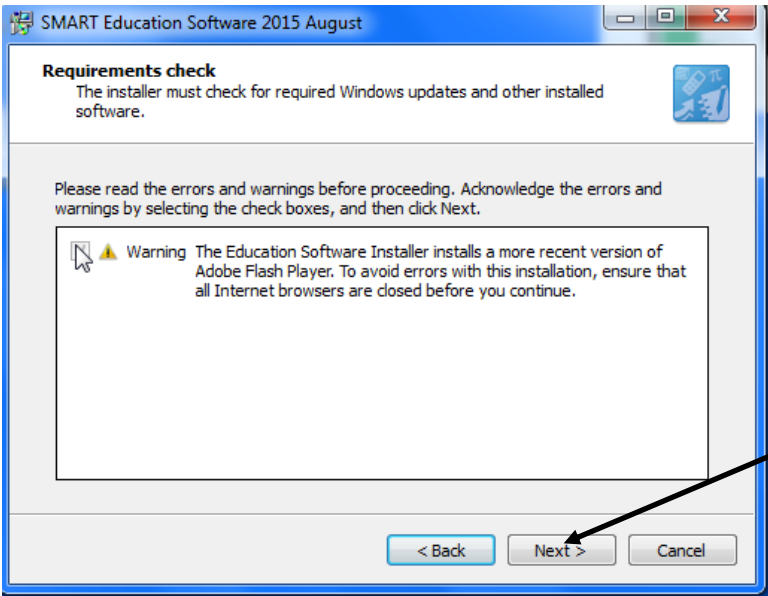 SMART Education Software 2015 August
Requirements check
The installer must check for required Windows updates and other installed
software.
Please read the errors and warnings before proceeding. Acknowledge the errors and
warnings by selecting the check boxes, and then click Next.
Warning The Education Software Installer installs a more recent version of
Adobe Flash Player. To avoid errors with this installation, ensure that
all Internet browsers are closed before you continue.
< Back Next > Cancel